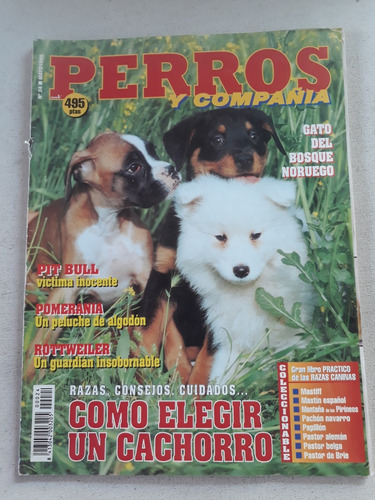 PERROS
Y COMPAÑIA
495
ptas
GATO
DEL
BOSQUE
NORUEGO
PIT BULL
víctima inocente
POMERANIA
Un peluche de algodón
ROTTWEILER
Un guardián insobornable
RAZAS, CONSEJOS, CUIDADOS...
COMO ELEGIR
UN CACHORRO
COLECCIONABLE
Gran libro PRACTICO
de las RAZAS CANINAS
Mastiff
Mastín español
Montaña de los Pirineos
Pachón navarro
Papillón
Pastor alemán
Pastor belga
Pastor de Brie